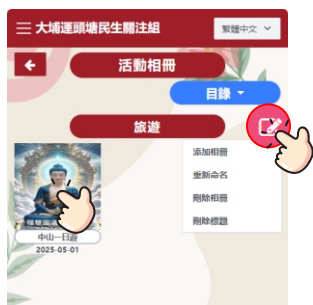 大埔運頭塘民生關注組
繁體中文
活動相冊
目錄
旅遊
添加相冊
重新命名
刪除相冊
刪除標題
中山一日遊
2025-05-01